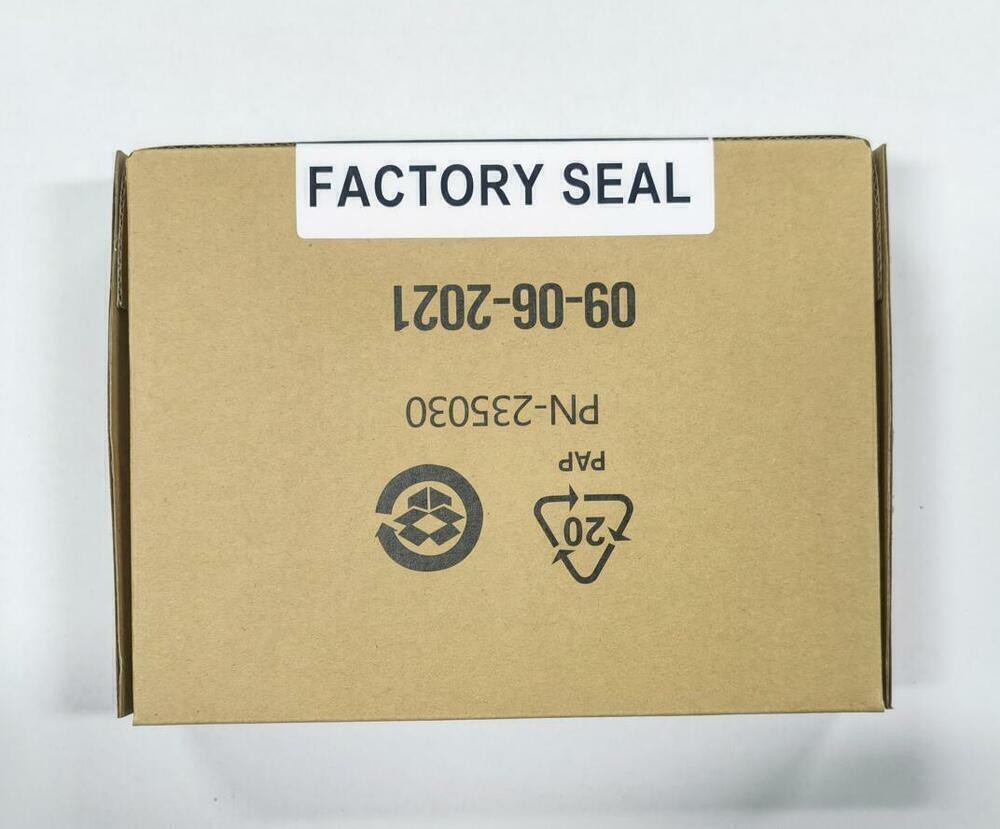 FACTORY SEAL
09-06-2021
PN-235030
PAP
20